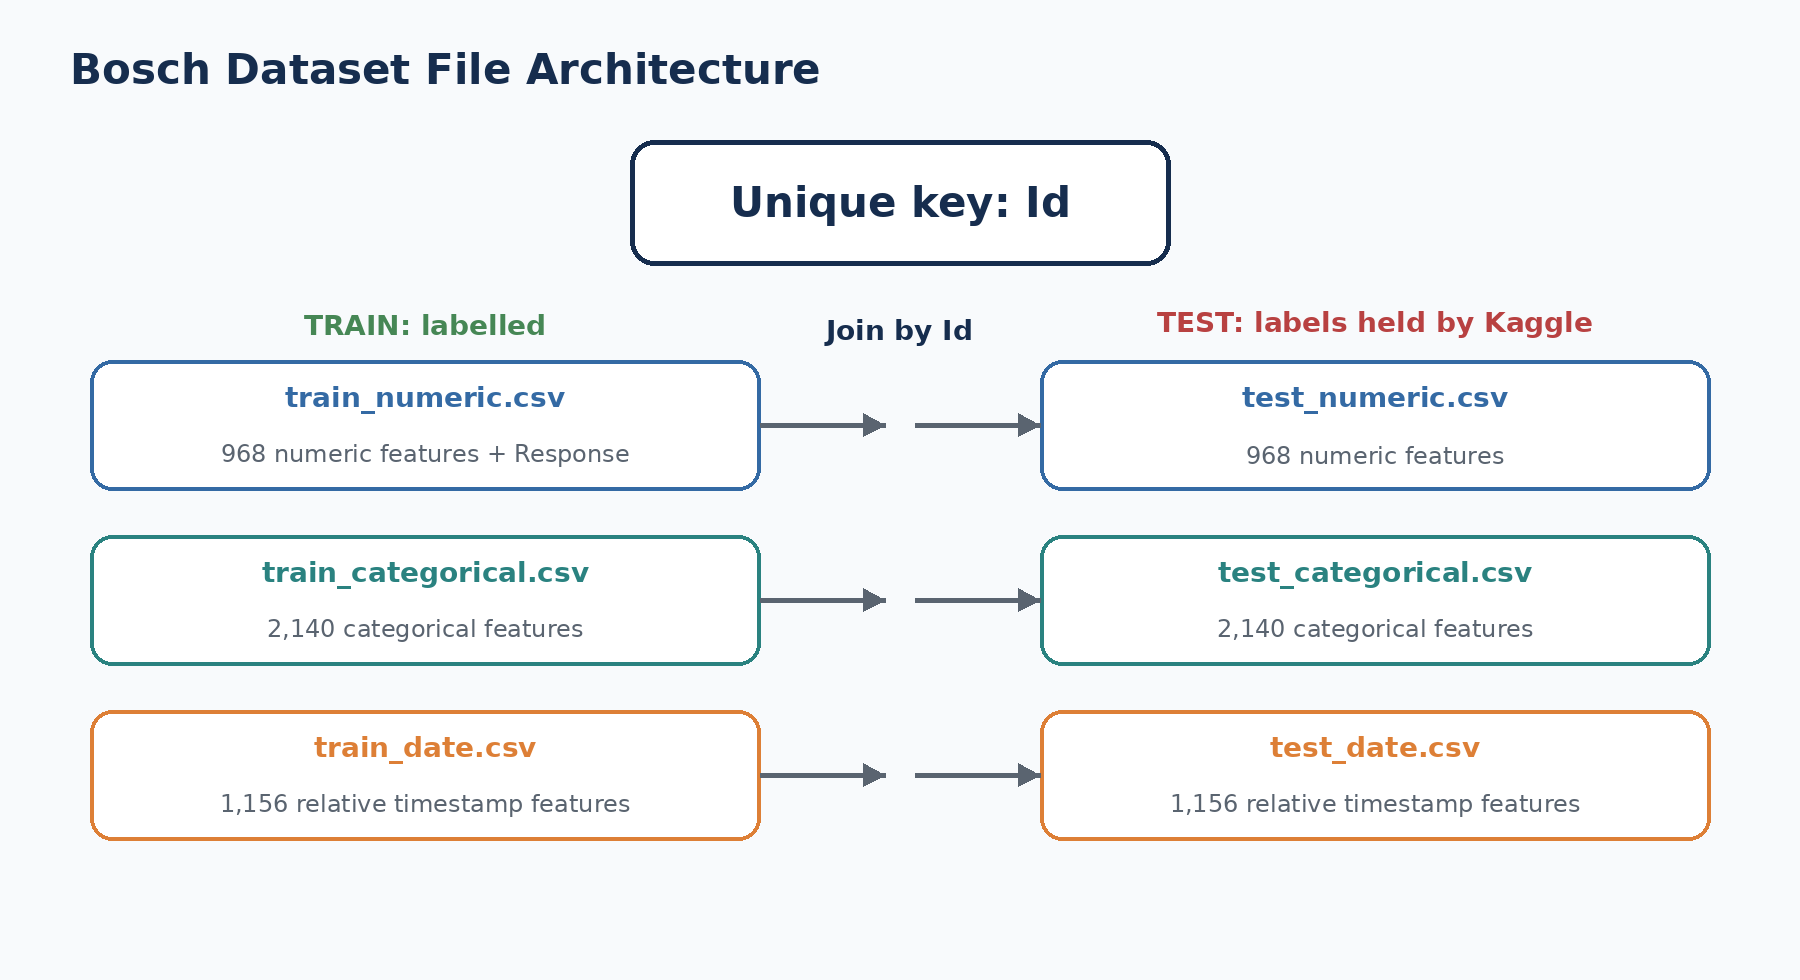 Bosch Dataset File Architecture
Unique key: Id
TRAIN: labelled
Join by Id
TEST: labels held by Kaggle
train_numeric.csv
968 numeric features + Response
test_numeric.csv
968 numeric features
train_categorical.csv
2,140 categorical features
test_categorical.csv
2,140 categorical features
train_date.csv
1,156 relative timestamp features
test_date.csv
1,156 relative timestamp features